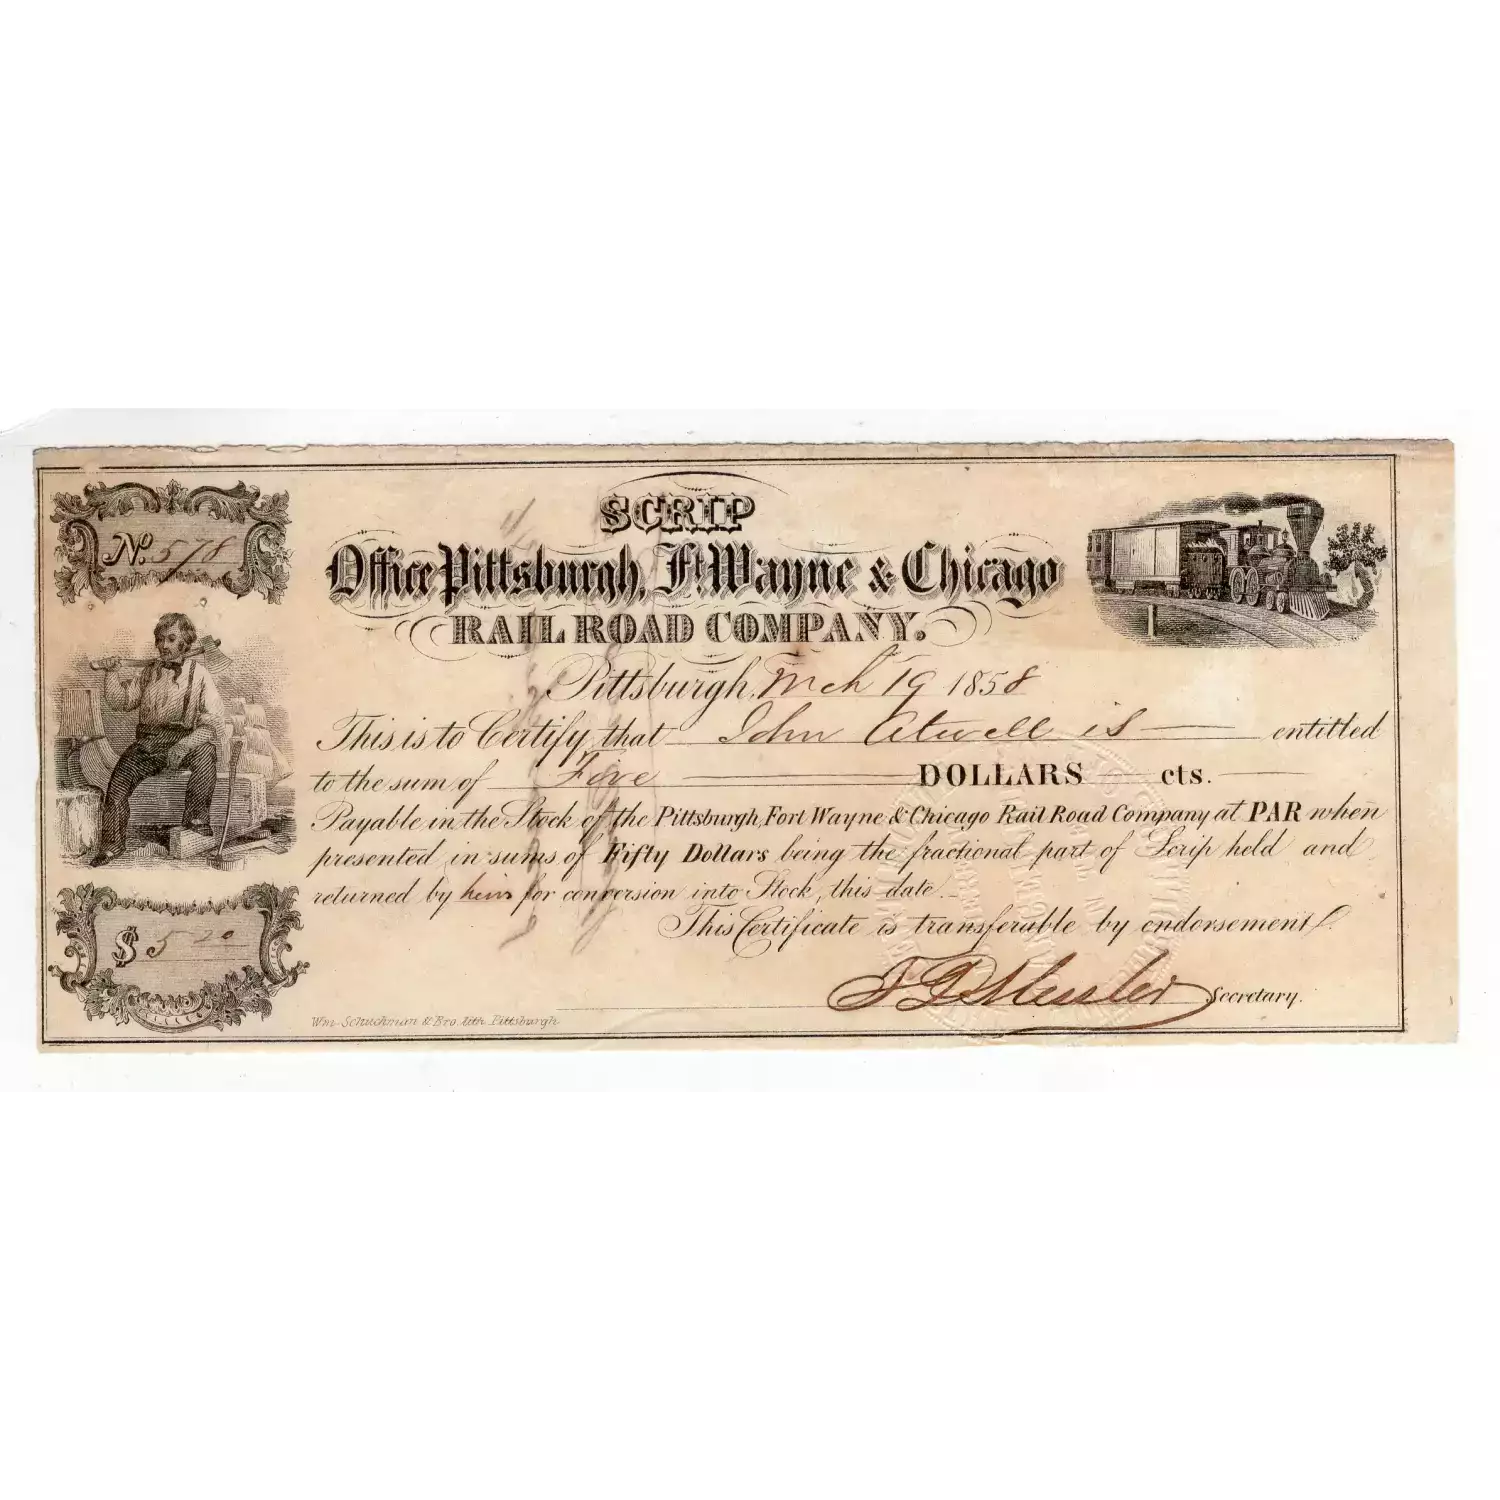 SCRIP
Office Pittsburgh, Ft. Wayne & Chicago
RAIL ROAD COMPANY.
No. 578
Pittsburgh, Mch 19 1858
This is to Certify that John Atwell is entitled
to the sum of Five DOLLARS cts.
Payable in the Stock of the Pittsburgh, Fort Wayne & Chicago Rail Road Company at PAR when
presented in sums of Fifty Dollars being the fractional part of Scrip held and
returned by him for conversion into Stock, this date.
This Certificate is transferable by endorsement.
$ 5
Secretary.
Wm. Schuchman & Bro. Lith. Pittsburgh